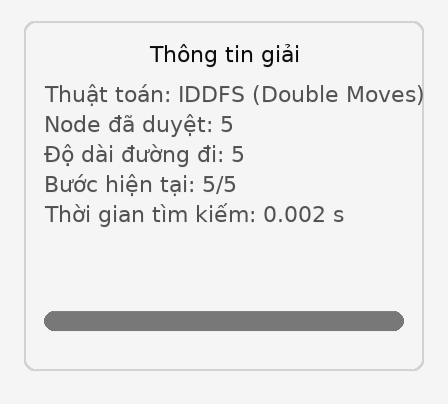 Thông tin giải
Thuật toán: IDDFS (Double Moves)
Node đã duyệt: 5
Độ dài đường đi: 5
Bước hiện tại: 5/5
Thời gian tìm kiếm: 0.002 s